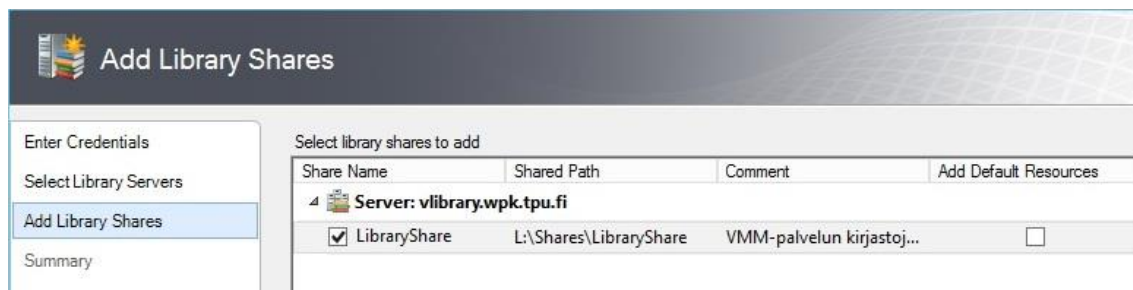 Add Library Shares
Enter Credentials
Select Library Servers
Add Library Shares
Summary
Select library shares to add
Share Name Shared Path Comment Add Default Resources
Server: vlibrary.wpk.tpu.fi
LibraryShare L:\Shares\LibraryShare VMM-palvelun kirjastoj...